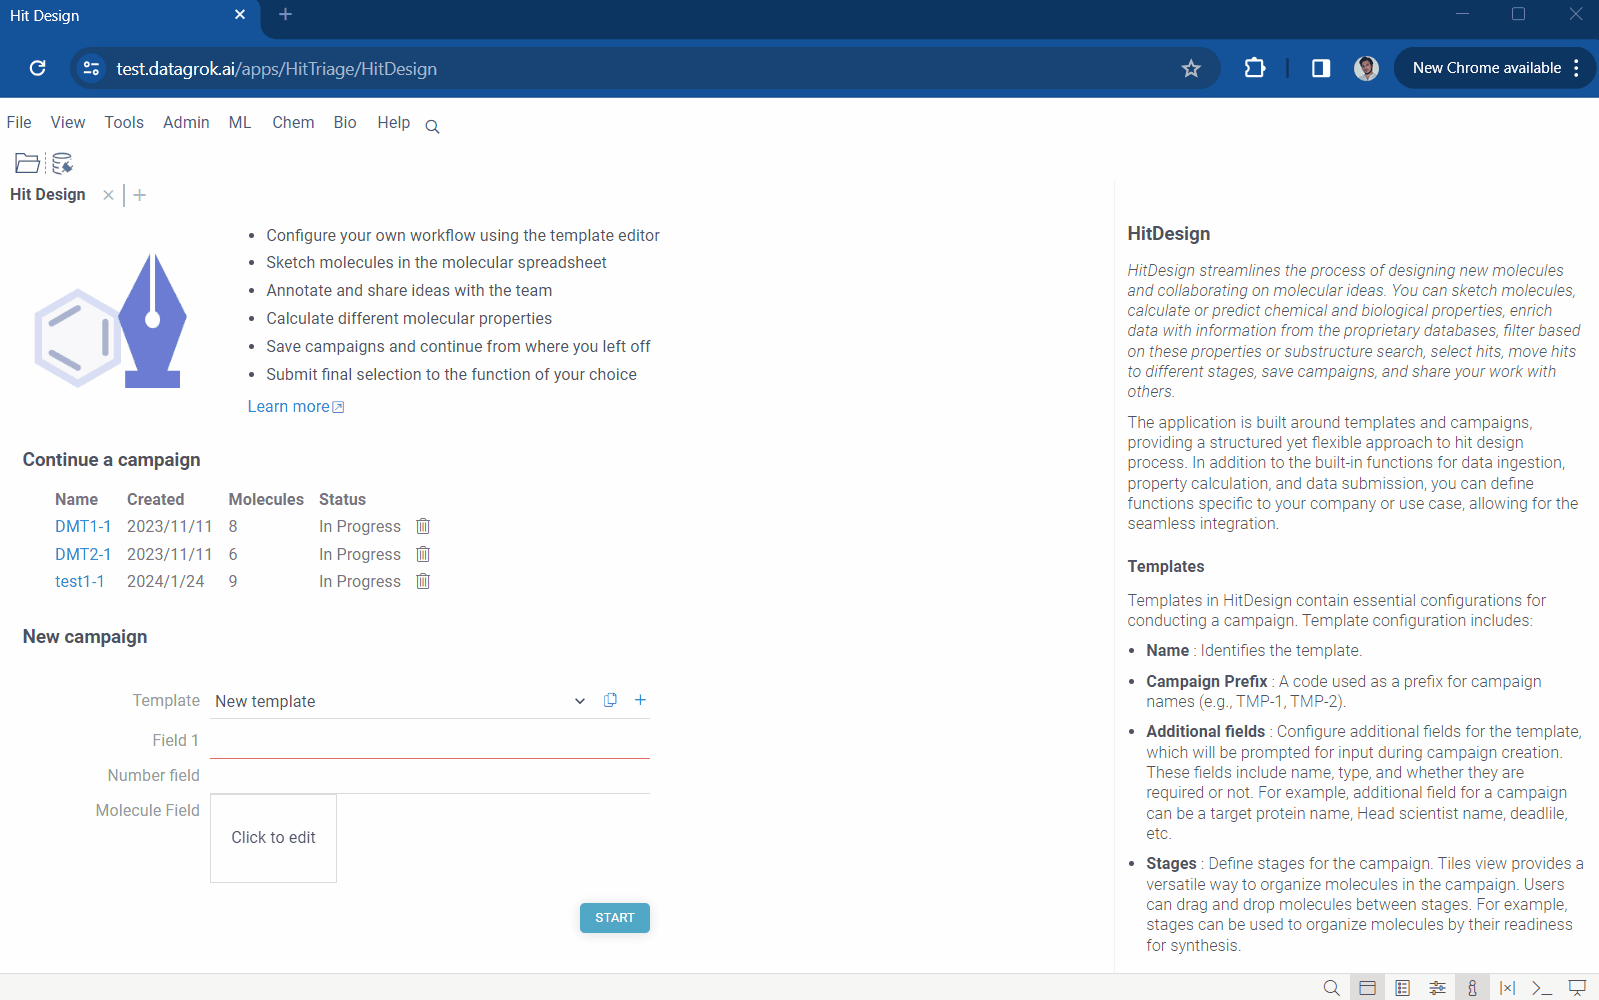 Hit Design
test.datagrok.ai/apps/HitTriage/HitDesign
New Chrome available
File View Tools Admin ML Chem Bio Help
Hit Design
Configure your own workflow using the template editor
Sketch molecules in the molecular spreadsheet
Annotate and share ideas with the team
Calculate different molecular properties
Save campaigns and continue from where you left off
Submit final selection to the function of your choice
Learn more
Continue a campaign
Name Created Molecules Status
DMT1-1 2023/11/11 8 In Progress
DMT2-1 2023/11/11 6 In Progress
test1-1 2024/1/24 9 In Progress
New campaign
Template New template
Field 1
Number field
Molecule Field
Click to edit
START
HitDesign
HitDesign streamlines the process of designing new molecules
and collaborating on molecular ideas. You can sketch molecules,
calculate or predict chemical and biological properties, enrich
data with information from the proprietary databases, filter based
on these properties or substructure search, select hits, move hits
to different stages, save campaigns, and share your work with
others.
The application is built around templates and campaigns,
providing a structured yet flexible approach to hit design
process. In addition to the built-in functions for data ingestion,
property calculation, and data submission, you can define
functions specific to your company or use case, allowing for the
seamless integration.
Templates
Templates in HitDesign contain essential configurations for
conducting a campaign. Template configuration includes:
Name : Identifies the template.
Campaign Prefix : A code used as a prefix for campaign
names (e.g., TMP-1, TMP-2).
Additional fields : Configure additional fields for the template,
which will be prompted for input during campaign creation.
These fields include name, type, and whether they are
required or not. For example, additional field for a campaign
can be a target protein name, Head scientist name, deadlile,
etc.
Stages : Define stages for the campaign. Tiles view provides a
versatile way to organize molecules in the campaign. Users
can drag and drop molecules between stages. For example,
stages can be used to organize molecules by their readiness
for synthesis.